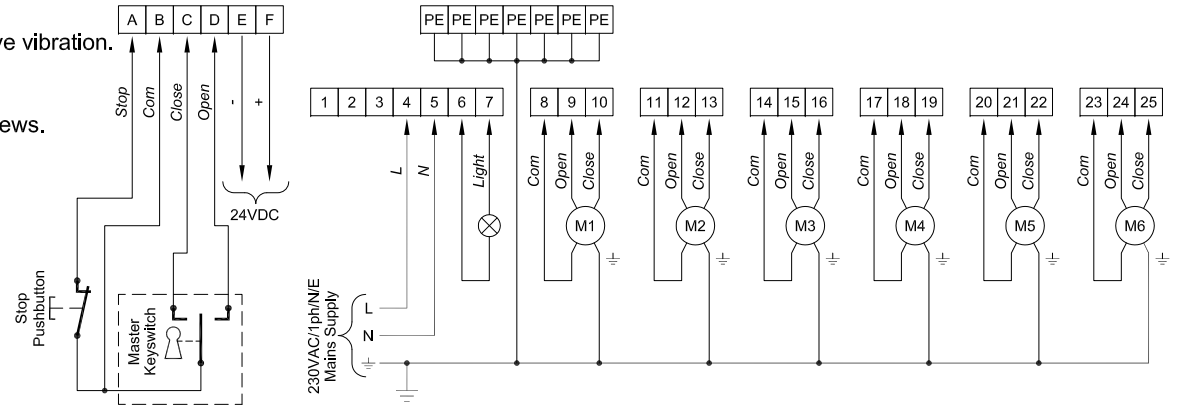 A B C D E F
PE PE PE PE PE PE PE
ve vibration.
ews.
Stop
Com
Close
Open
-
+
24VDC
1 2 3 4 5 6 7
8 9 10
11 12 13
14 15 16
17 18 19
20 21 22
23 24 25
L
N
Light
Com
Open
Close
Com
Open
Close
Com
Open
Close
Com
Open
Close
Com
Open
Close
Com
Open
Close
M1
M2
M3
M4
M5
M6
Stop
Pushbutton
Master
Keyswitch
230VAC/1ph/N/E
Mains Supply
L
N